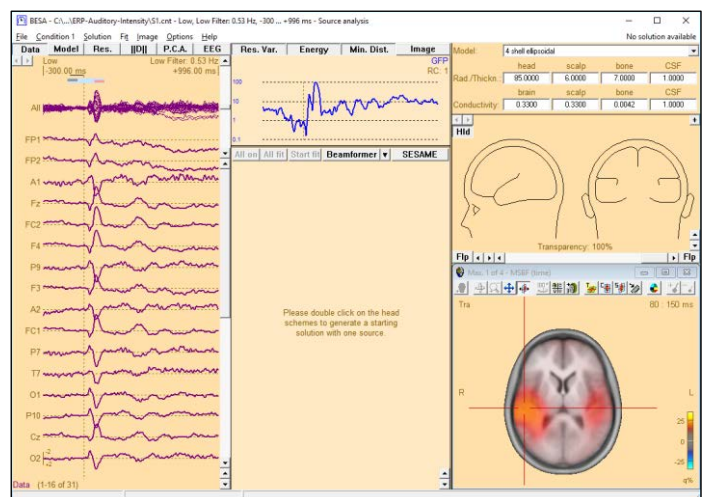 BESA - C:\...\ERP-Auditory-Intensity\S1.cnt - Low, Low Filter: 0.53 Hz, -300 ... +996 ms - Source analysis
File Condition 1 Solution Fit Image Options Help
No solution available
Data Model Res. ||D|| P.C.A. EEG
Low Low Filter: 0.53 Hz
-300.00 ms +996.00 ms
All
FP1
FP2
A1
Fz
FC2
F4
P9
F3
A2
FC1
P7
T7
O1
P10
Cz
O2
Data (1-16 of 31)
Res. Var. Energy Min. Dist. Image
GFP
RC: 1
100
10
1
0.1
All on All fit Start fit Beamformer SESAME
Please double click on the head
schemes to generate a starting
solution with one source.
Model: 4 shell ellipsoidal
head scalp bone CSF
Rad./Thickn.: 85.0000 6.0000 7.0000 1.0000
brain scalp bone CSF
Conductivity: 0.3300 0.3300 0.0042 1.0000
Hld
Transparency: 100%
Flp Flp
Max. 1 of 4 - MSBF (time)
Tra 80 : 150 ms
R L
25
0
-25
q%